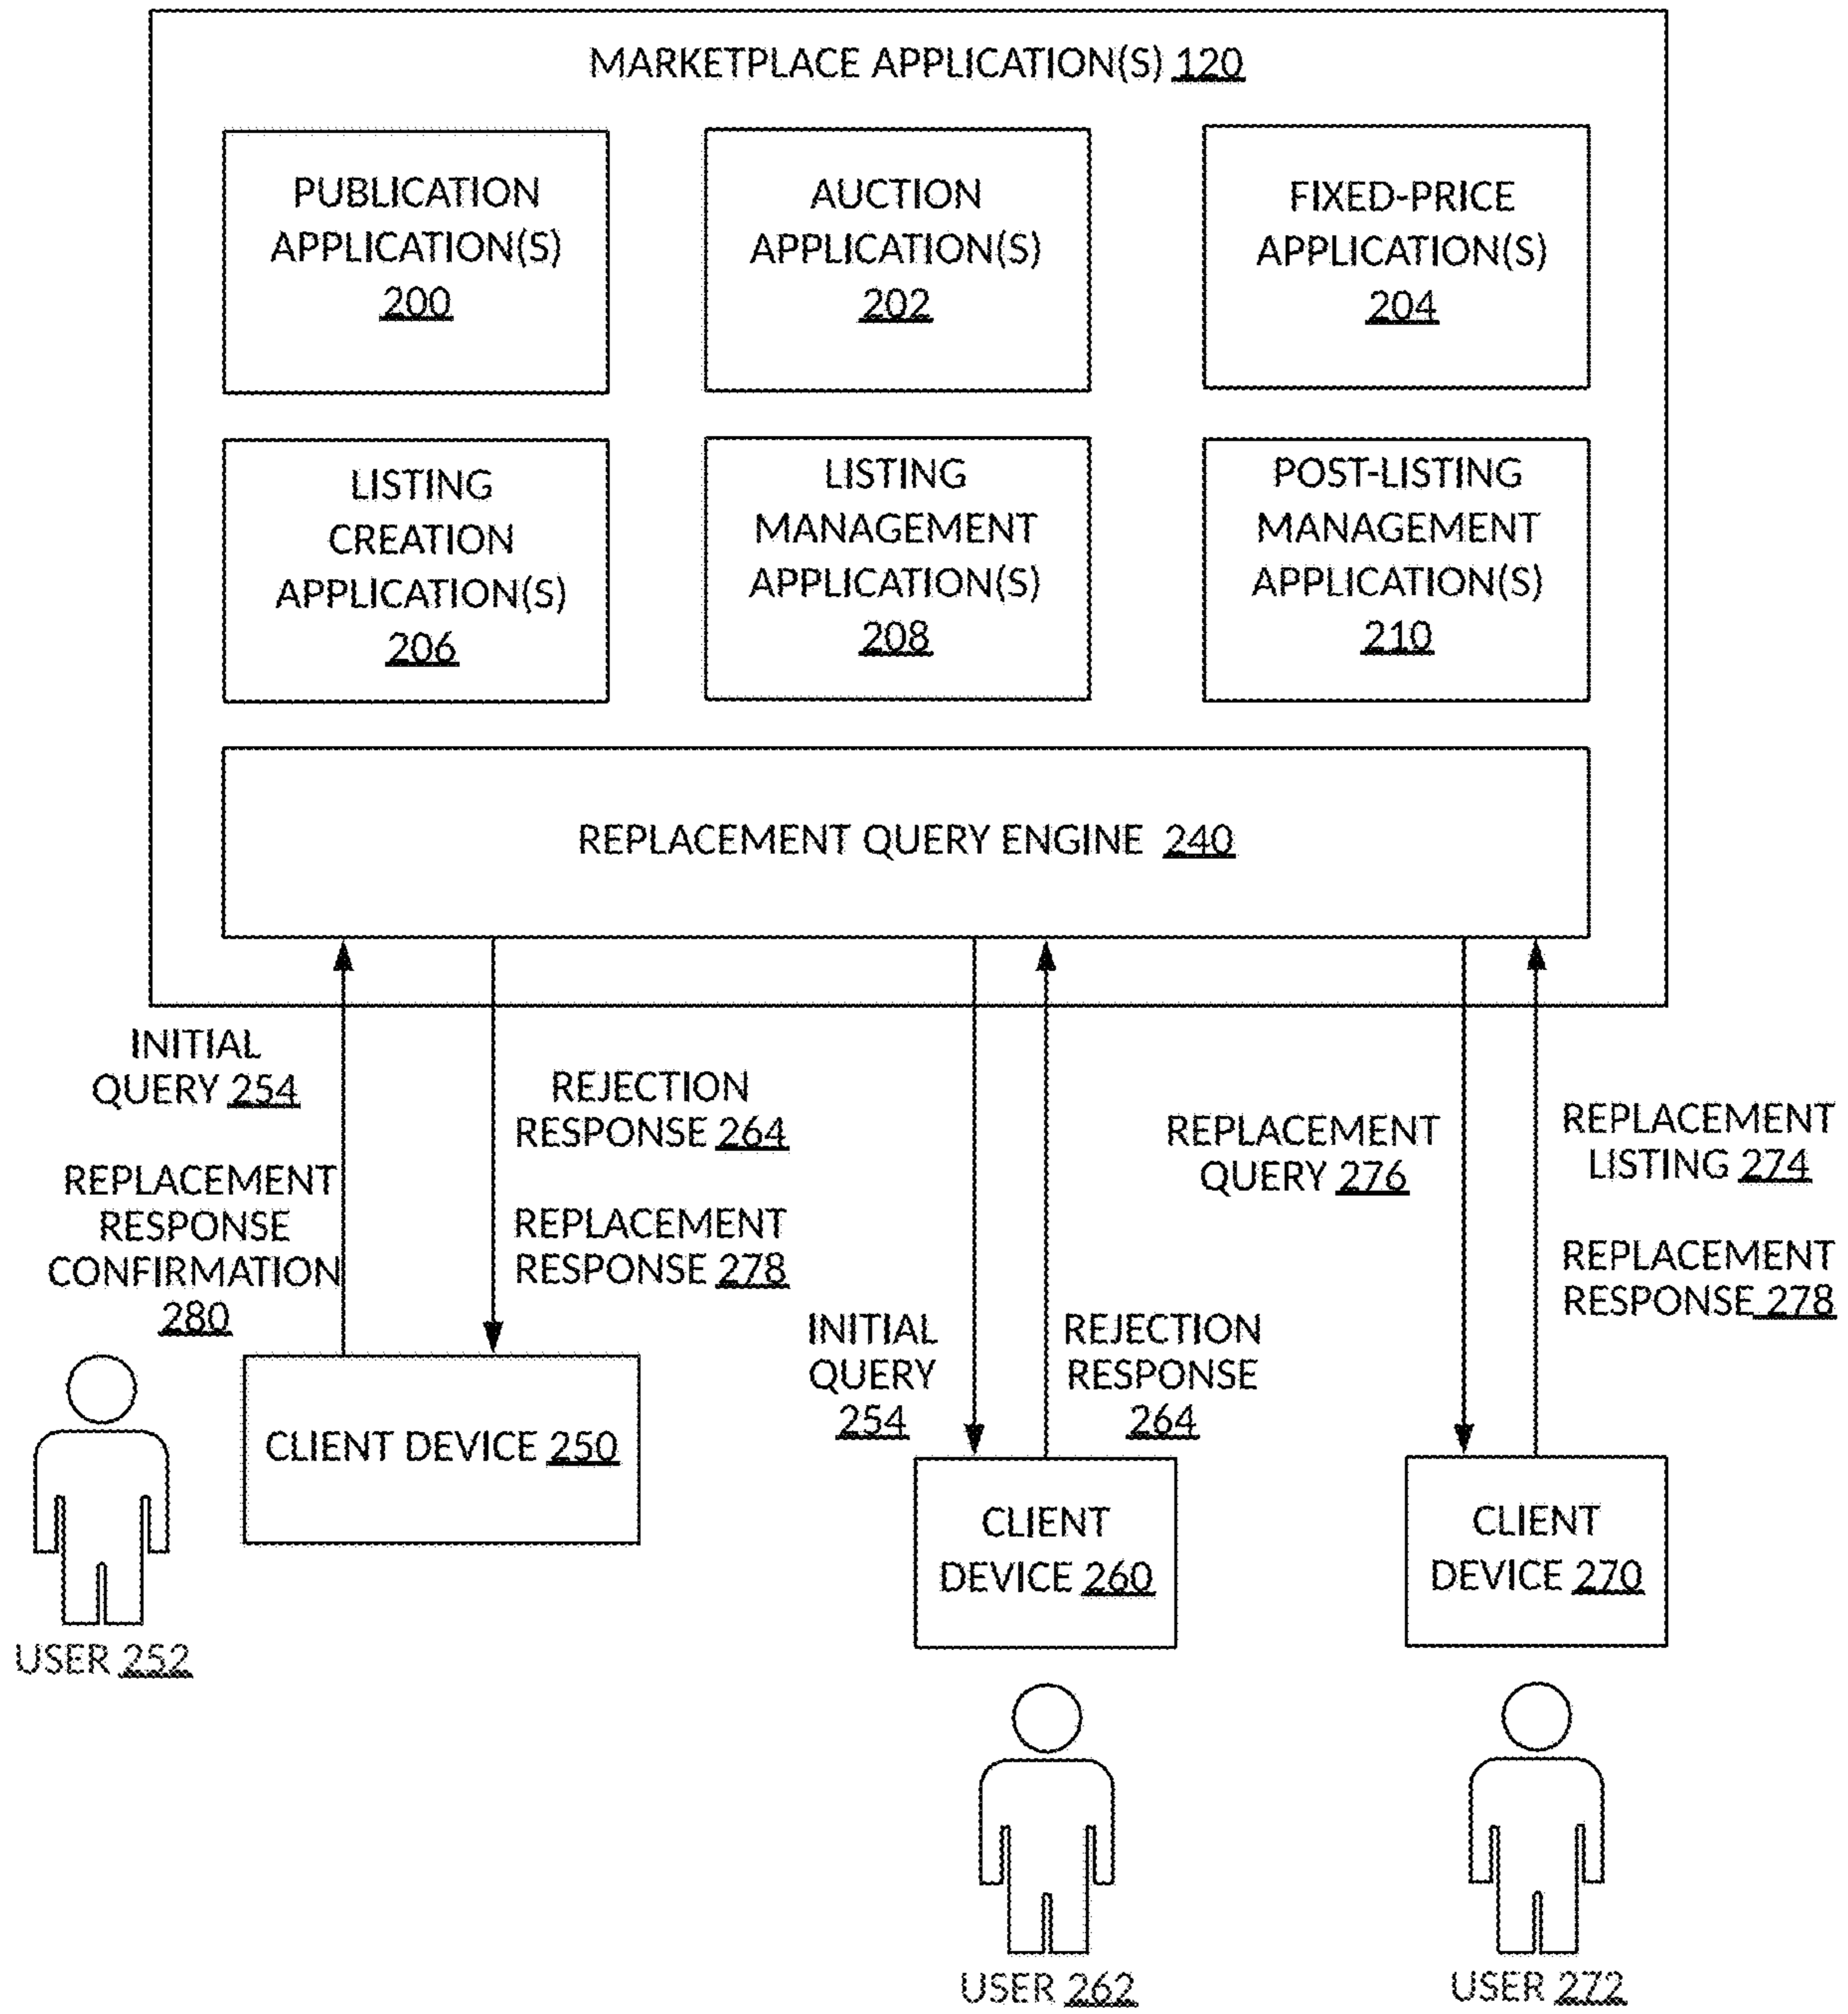 MARKETPLACE APPLICATION(S) 120
PUBLICATION
APPLICATION(S)
200
AUCTION
APPLICATION(S)
202
FIXED-PRICE
APPLICATION(S)
204
LISTING
CREATION
APPLICATION(S)
206
LISTING
MANAGEMENT
APPLICATION(S)
208
POST-LISTING
MANAGEMENT
APPLICATION(S)
210
REPLACEMENT QUERY ENGINE 240
INITIAL
QUERY 254
REPLACEMENT
RESPONSE
CONFIRMATION
280
REJECTION
RESPONSE 264
REPLACEMENT
RESPONSE 278
INITIAL
QUERY
254
REJECTION
RESPONSE
264
REPLACEMENT
QUERY 276
REPLACEMENT
LISTING 274
REPLACEMENT
RESPONSE 278
CLIENT DEVICE 250
USER 252
CLIENT
DEVICE 260
USER 262
CLIENT
DEVICE 270
USER 272